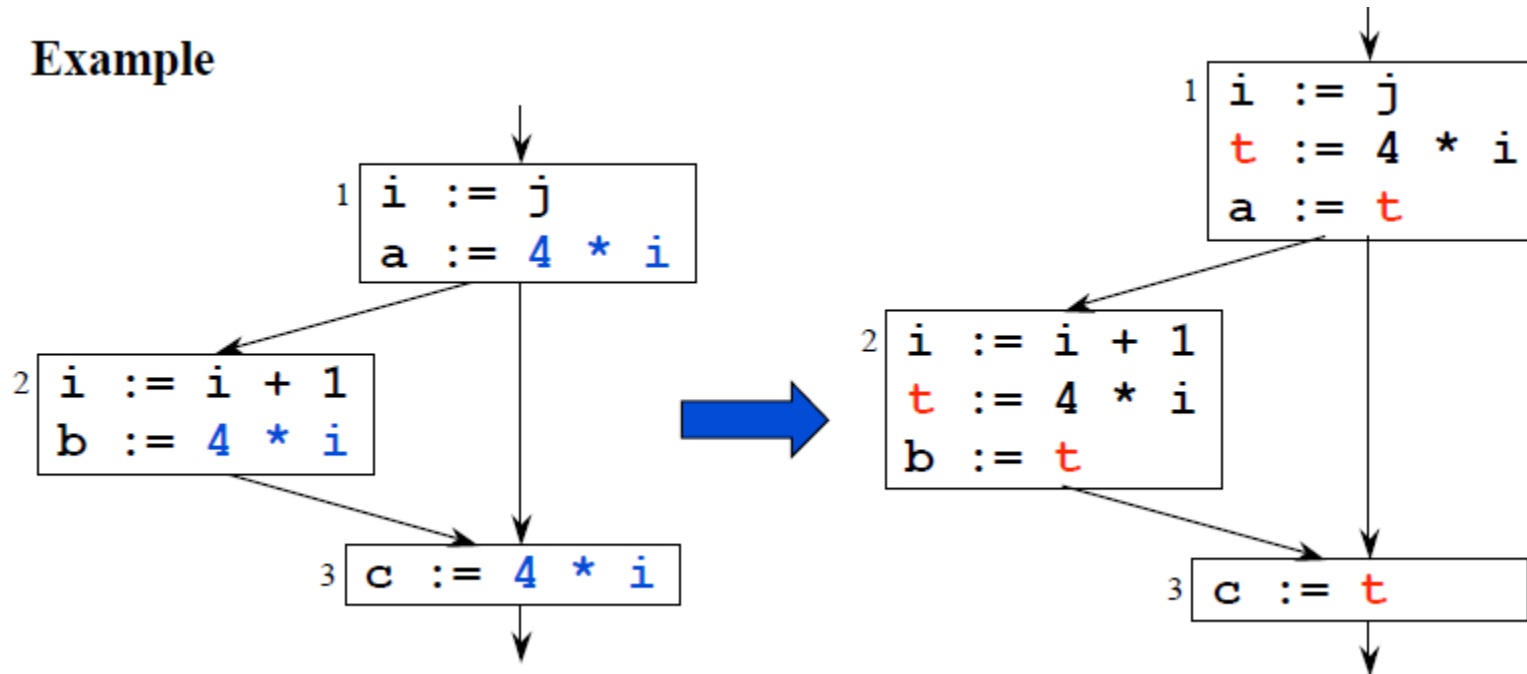 Example
1
i := j
a := 4 * i
2
i := i + 1
b := 4 * i
3
c := 4 * i
1
i := j
t := 4 * i
a := t
2
i := i + 1
t := 4 * i
b := t
3
c := t